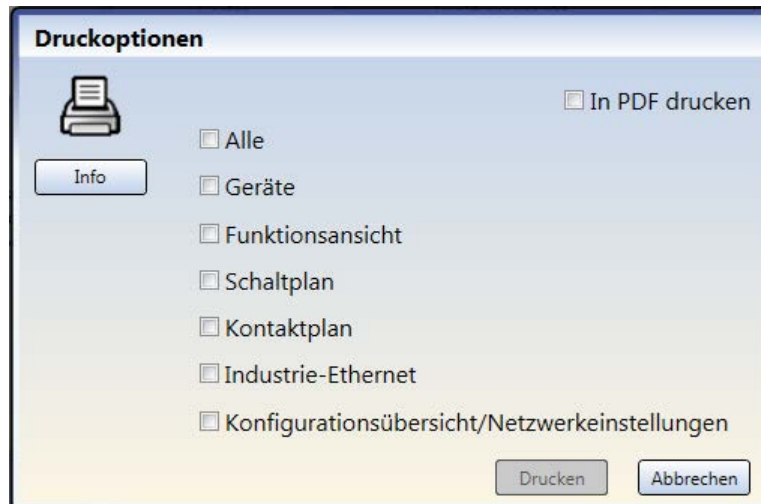 Druckoptionen
In PDF drucken
Alle
Info
Geräte
Funktionsansicht
Schaltplan
Kontaktplan
Industrie-Ethernet
Konfigurationsübersicht/Netzwerkeinstellungen
Drucken
Abbrechen